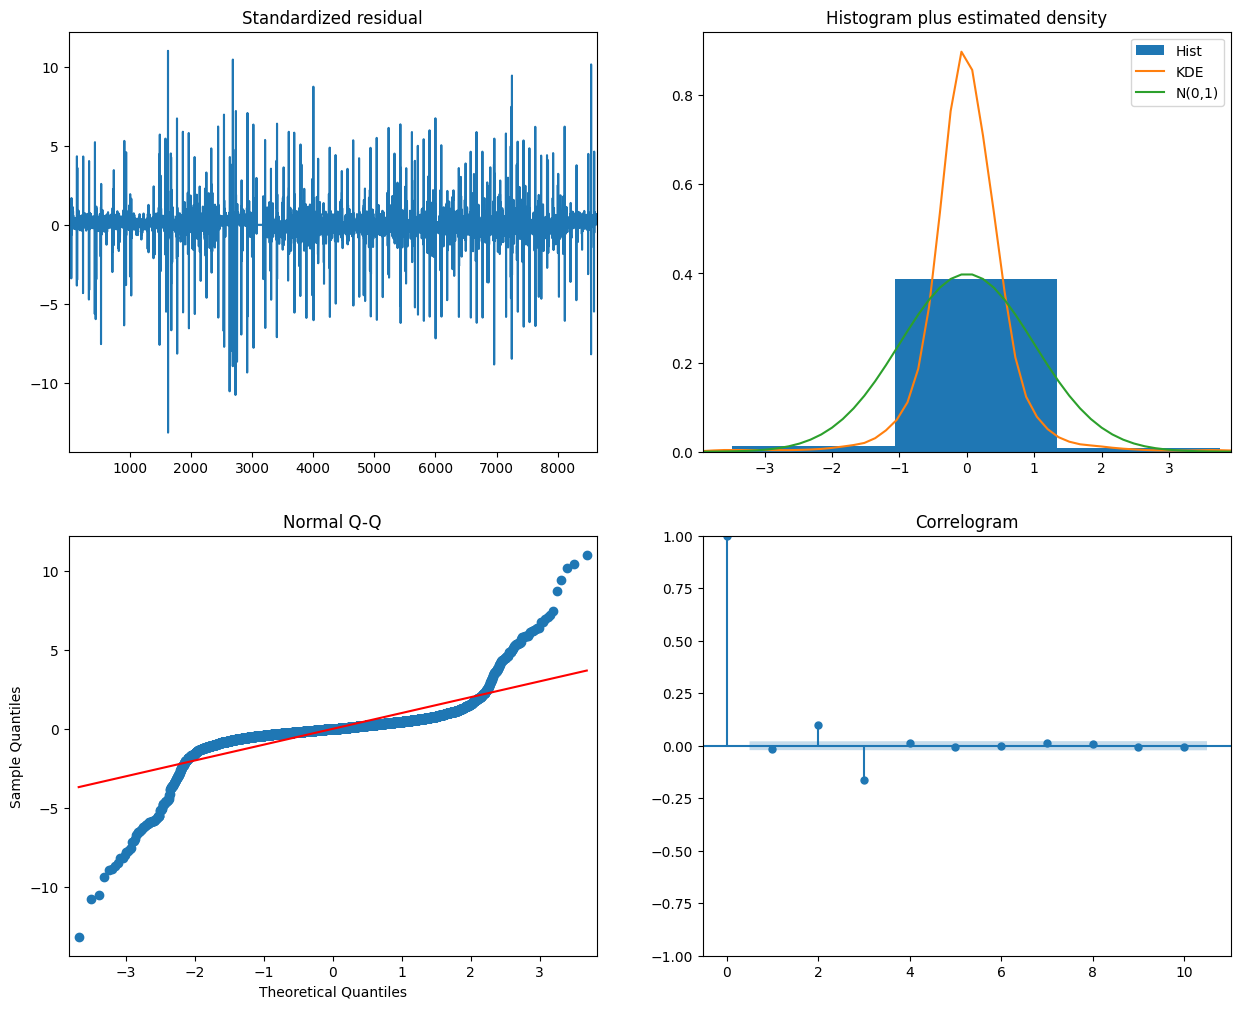 Standardized residual
10
5
0
−5
−10
1000 2000 3000 4000 5000 6000 7000 8000
Histogram plus estimated density
Hist
KDE
N(0,1)
0.8
0.6
0.4
0.2
0.0
−3 −2 −1 0 1 2 3
Normal Q-Q
Sample Quantiles
10
5
0
−5
−10
−3 −2 −1 0 1 2 3
Theoretical Quantiles
Correlogram
1.00
0.75
0.50
0.25
0.00
−0.25
−0.50
−0.75
−1.00
0 2 4 6 8 10